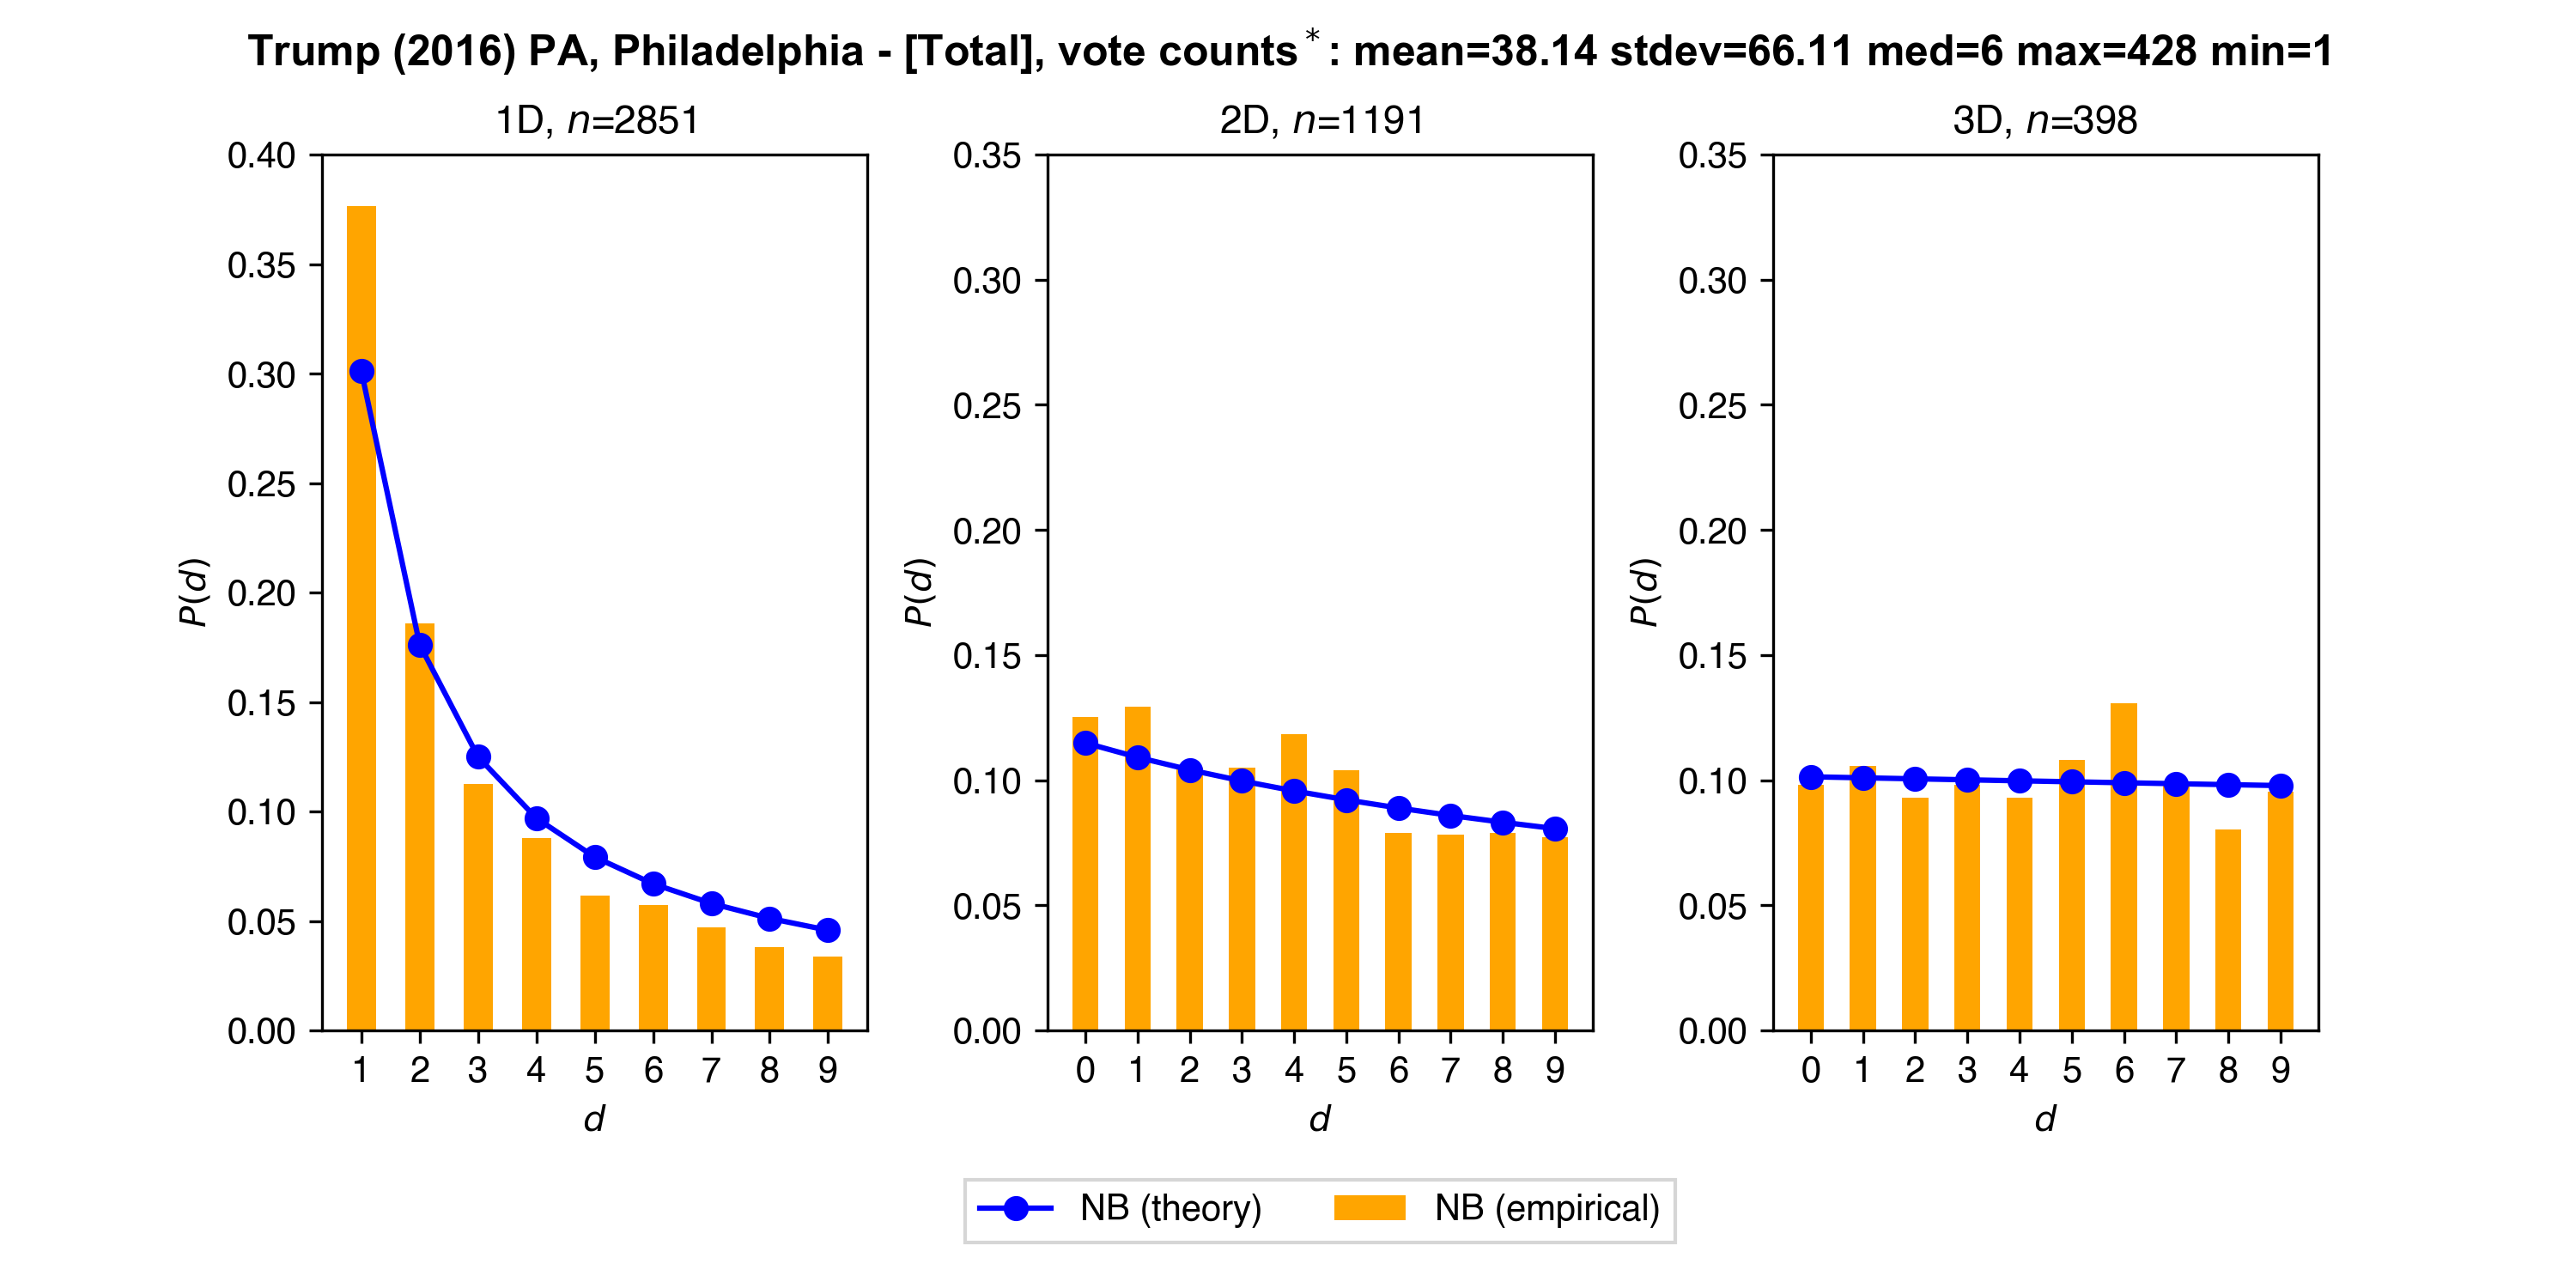 Trump (2016) PA, Philadelphia - [Total], vote counts*: mean=38.14 stdev=66.11 med=6 max=428 min=1
1D, n=2851
0.40
0.35
0.30
0.25
0.20
0.15
0.10
0.05
0.00
P(d)
1 2 3 4 5 6 7 8 9
d
2D, n=1191
0.35
0.30
0.25
0.20
0.15
0.10
0.05
0.00
P(d)
0 1 2 3 4 5 6 7 8 9
d
3D, n=398
0.35
0.30
0.25
0.20
0.15
0.10
0.05
0.00
P(d)
0 1 2 3 4 5 6 7 8 9
d
NB (theory) NB (empirical)